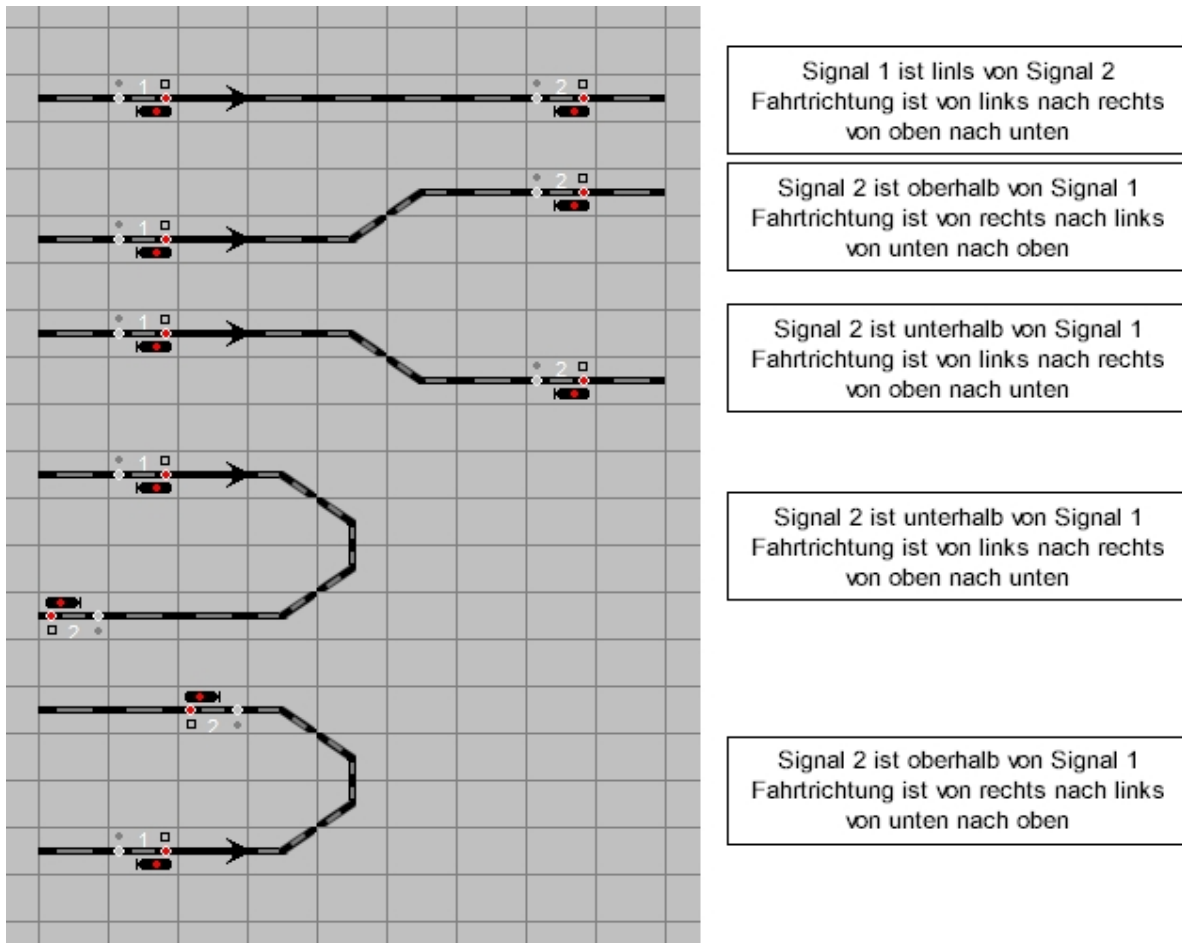 1
2
Signal 1 ist linls von Signal 2
Fahrtrichtung ist von links nach rechts
von oben nach unten
2
1
Signal 2 ist oberhalb von Signal 1
Fahrtrichtung ist von rechts nach links
von unten nach oben
1
2
Signal 2 ist unterhalb von Signal 1
Fahrtrichtung ist von links nach rechts
von oben nach unten
1
2
Signal 2 ist unterhalb von Signal 1
Fahrtrichtung ist von links nach rechts
von oben nach unten
2
1
Signal 2 ist oberhalb von Signal 1
Fahrtrichtung ist von rechts nach links
von unten nach oben